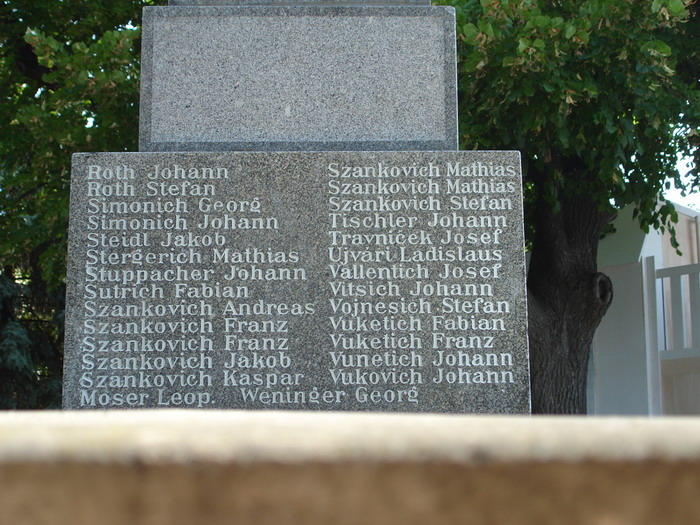 Roth Johann
Roth Stefan
Simonich Georg
Simonich Johann
Steidl Jakob
Stergerich Mathias
Stuppacher Johann
Sutrich Fabian
Szankovich Andreas
Szankovich Franz
Szankovich Franz
Szankovich Jakob
Szankovich Kaspar
Szankovich Mathias
Szankovich Mathias
Szankovich Stefan
Tischler Johann
Travniček Josef
Ujvári Ladislaus
Vallentich Josef
Vitsich Johann
Vojnesich Stefan
Vuketich Fabian
Vuketich Franz
Vunetich Johann
Vukovich Johann
Moser Leop. Weninger Georg